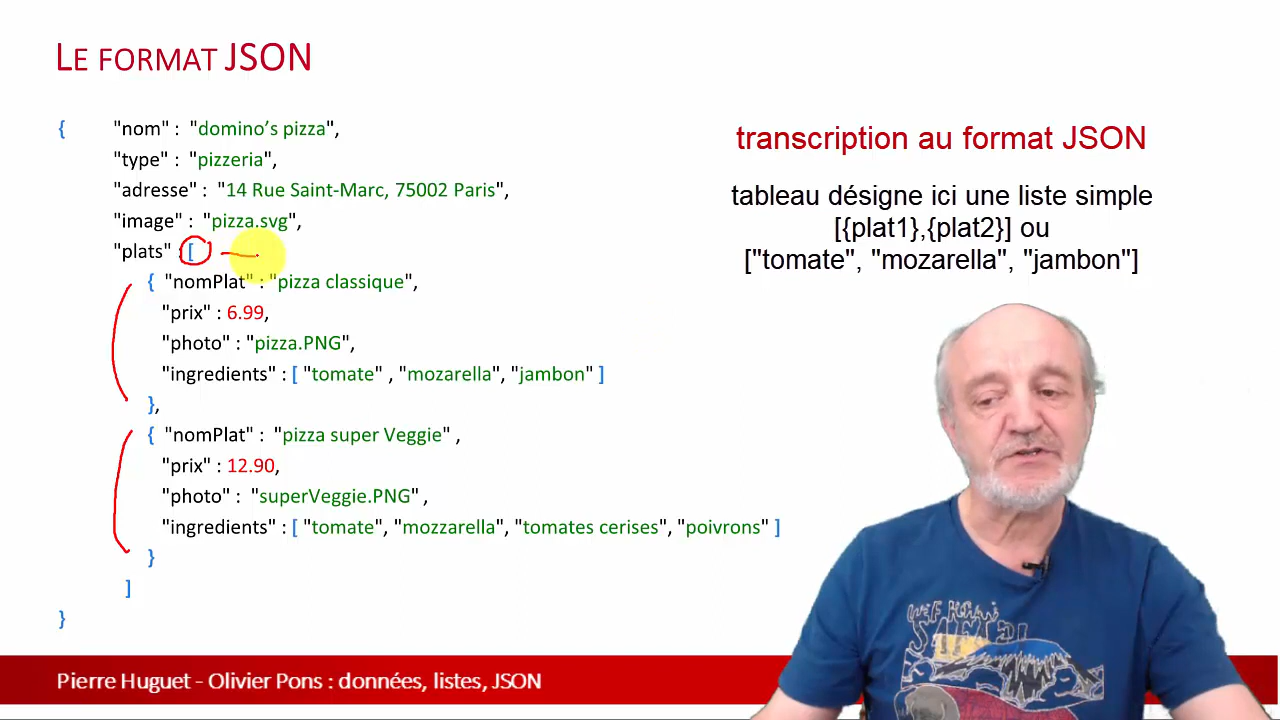 LE FORMAT JSON
{ "nom" : "domino's pizza",
"type" : "pizzeria",
"adresse" : "14 Rue Saint-Marc, 75002 Paris",
"image" : "pizza.svg",
"plats" : [
{ "nomPlat" : "pizza classique",
"prix" : 6.99,
"photo" : "pizza.PNG",
"ingredients" : [ "tomate" , "mozarella", "jambon" ]
},
{ "nomPlat" : "pizza super Veggie" ,
"prix" : 12.90,
"photo" : "superVeggie.PNG" ,
"ingredients" : [ "tomate", "mozzarella", "tomates cerises", "poivrons" ]
}
]
}
transcription au format JSON
tableau désigne ici une liste simple
[{plat1},{plat2}] ou
["tomate", "mozarella", "jambon"]
Pierre Huguet - Olivier Pons : données, listes, JSON